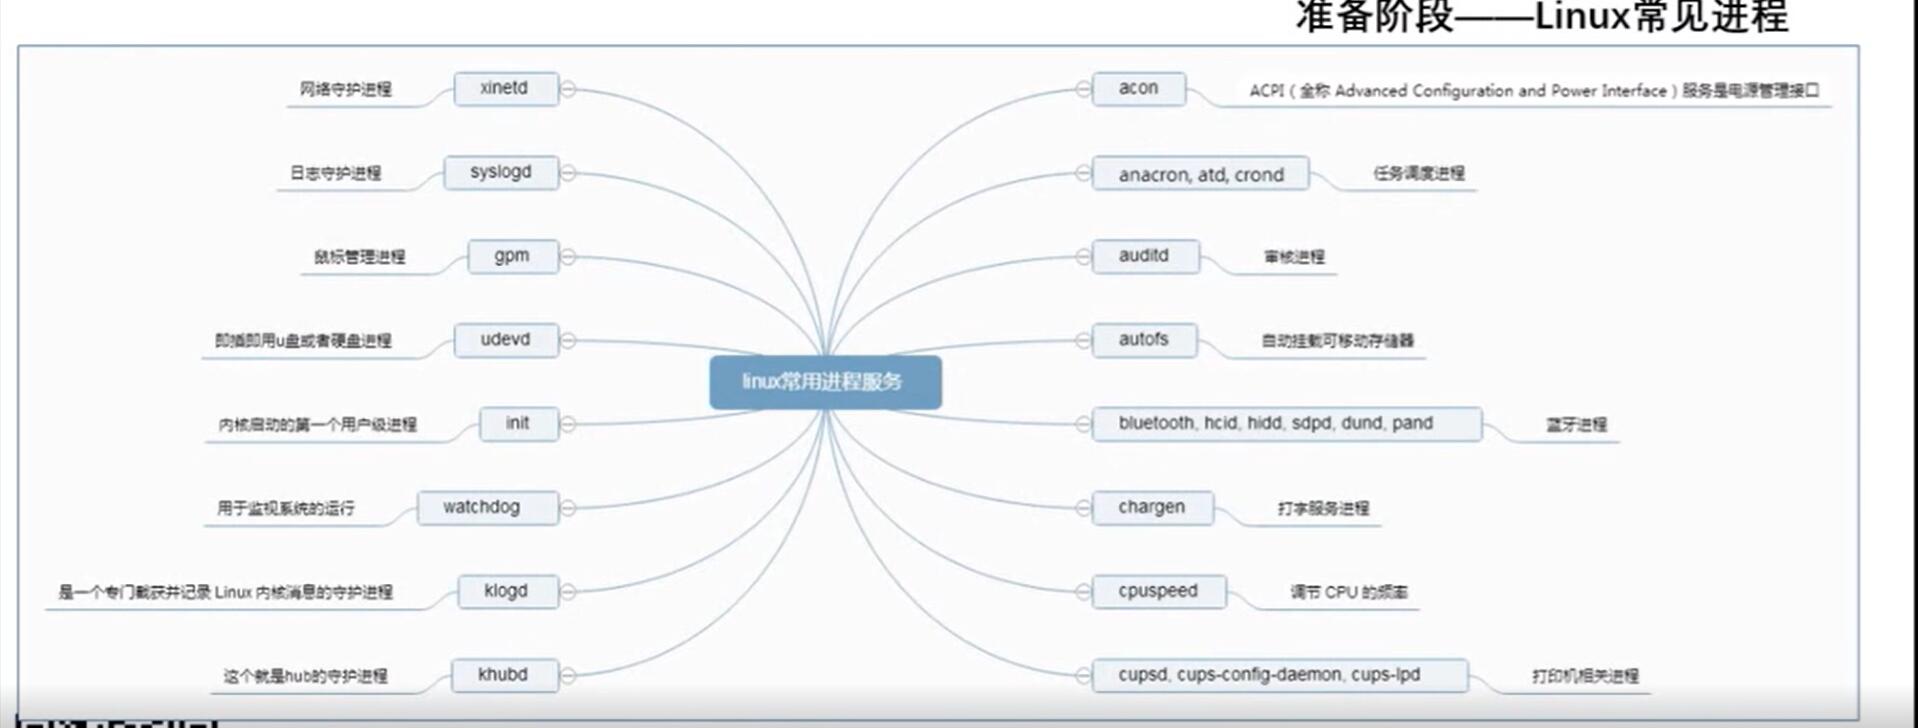 准备阶段——Linux常见进程
网络守护进程 xinetd
日志守护进程 syslogd
鼠标管理进程 gpm
即插即用u盘或者硬盘进程 udevd
内核启动的第一个用户级进程 init
用于监视系统的运行 watchdog
是一个专门截获并记录 Linux 内核消息的守护进程 klogd
这个就是hub的守护进程 khubd
linux常用进程服务
acon ACPI（全称 Advanced Configuration and Power Interface）服务是电源管理接口
anacron, atd, crond 任务调度进程
auditd 审核进程
autofs 自动挂载可移动存储器
bluetooth, hcid, hidd, sdpd, dund, pand 蓝牙进程
chargen 打字服务进程
cpuspeed 调节 CPU 的频率
cupsd, cups-config-daemon, cups-lpd 打印机相关进程